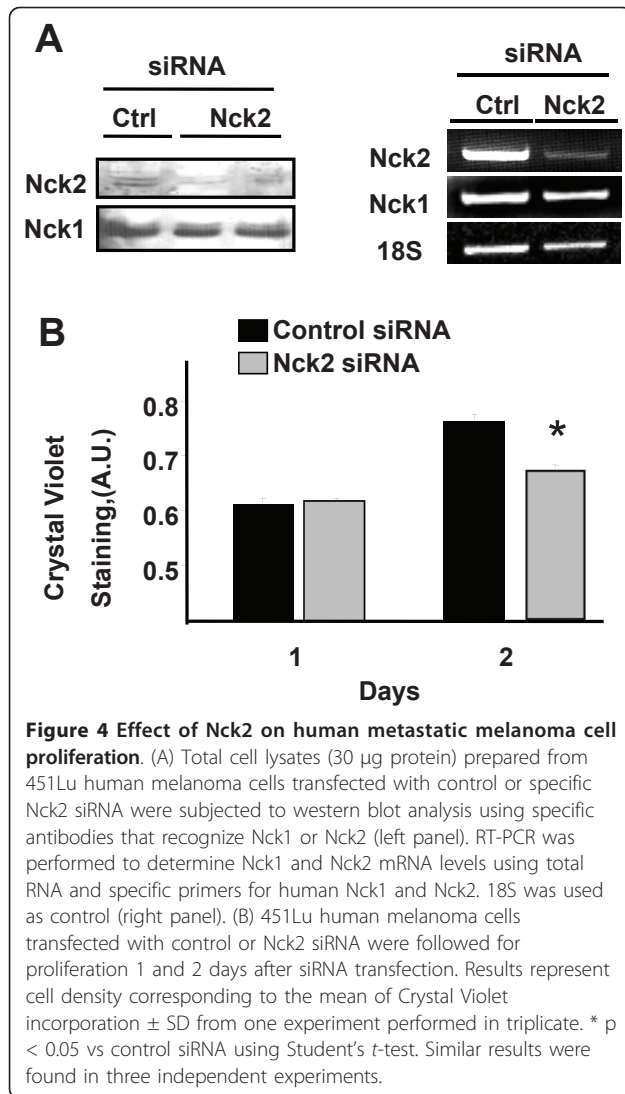 A
siRNA
Ctrl Nck2
Nck2
Nck1
siRNA
Ctrl Nck2
Nck2
Nck1
18S
B
Control siRNA
Nck2 siRNA
Crystal Violet
Staining,(A.U.)
0.8
0.7
0.6
0.5
*
1 2
Days
Figure 4 Effect of Nck2 on human metastatic melanoma cell
proliferation. (A) Total cell lysates (30 μg protein) prepared from
451Lu human melanoma cells transfected with control or specific
Nck2 siRNA were subjected to western blot analysis using specific
antibodies that recognize Nck1 or Nck2 (left panel). RT-PCR was
performed to determine Nck1 and Nck2 mRNA levels using total
RNA and specific primers for human Nck1 and Nck2. 18S was used
as control (right panel). (B) 451Lu human melanoma cells
transfected with control or Nck2 siRNA were followed for
proliferation 1 and 2 days after siRNA transfection. Results represent
cell density corresponding to the mean of Crystal Violet
incorporation ± SD from one experiment performed in triplicate. * p
< 0.05 vs control siRNA using Student's t-test. Similar results were
found in three independent experiments.